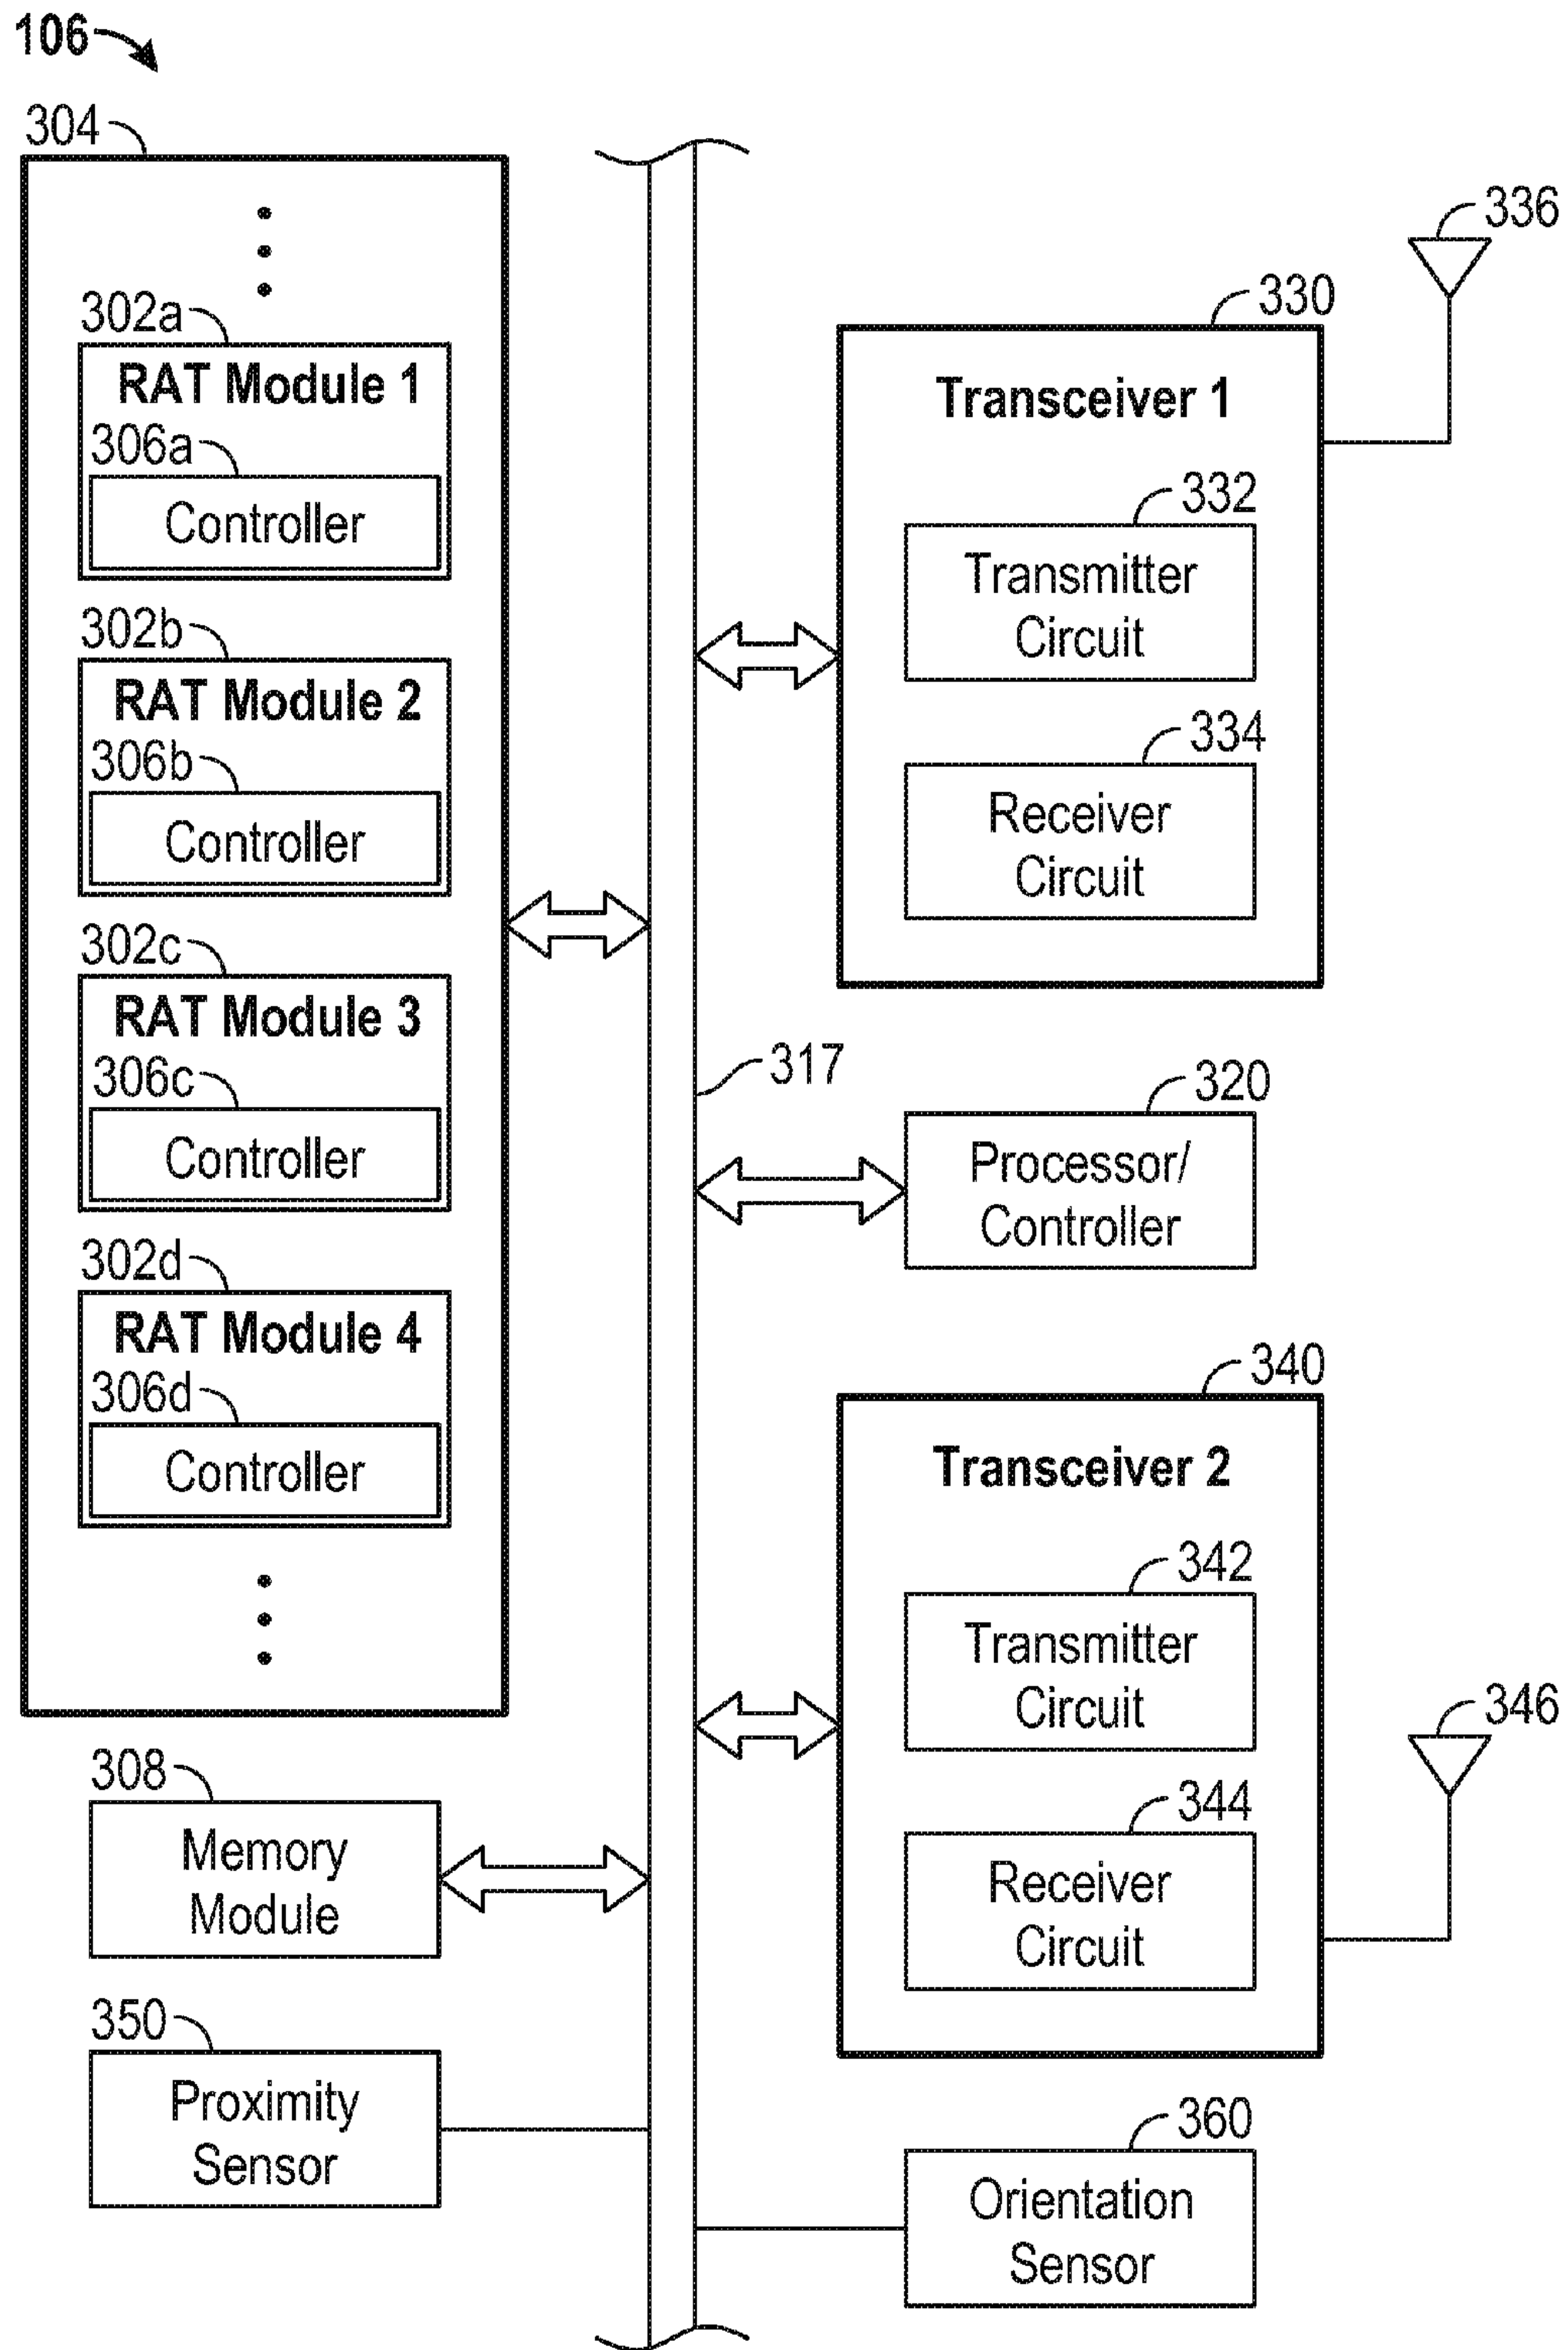 106
304
302a
RAT Module 1
306a
Controller
302b
RAT Module 2
306b
Controller
302c
RAT Module 3
306c
Controller
302d
RAT Module 4
306d
Controller
308
Memory
Module
350
Proximity
Sensor
317
336
330
Transceiver 1
332
Transmitter
Circuit
334
Receiver
Circuit
320
Processor/
Controller
340
Transceiver 2
342
Transmitter
Circuit
346
344
Receiver
Circuit
360
Orientation
Sensor